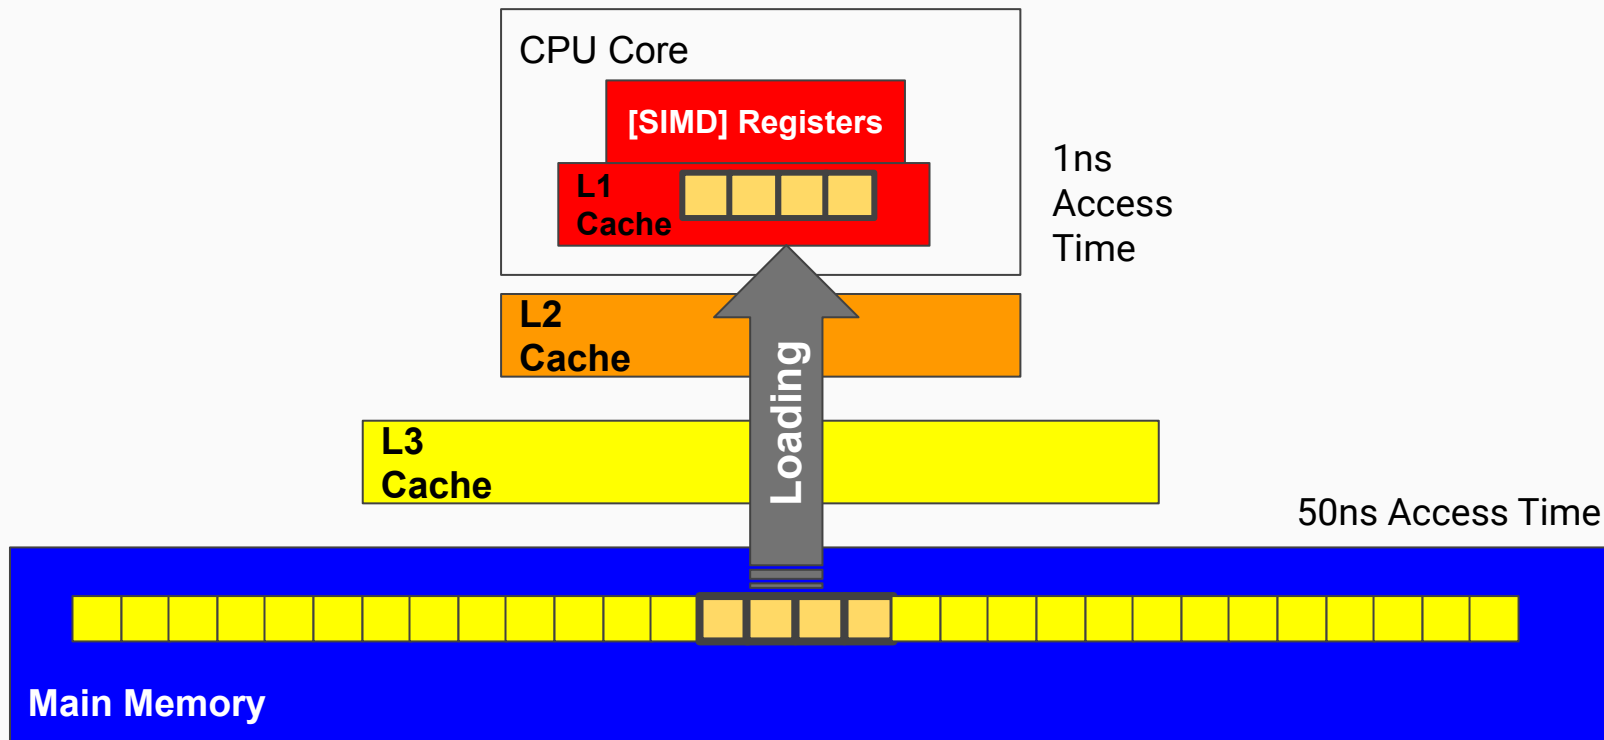 CPU Core
[SIMD] Registers
L1
Cache
1ns
Access
Time
L2
Cache
Loading
L3
Cache
50ns Access Time
Main Memory